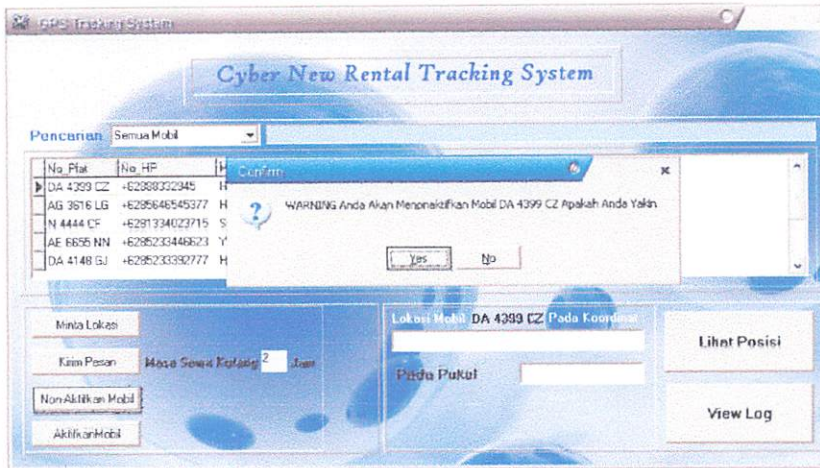 GPS Tracking System
Cyber New Rental Tracking System
Pencarian Semua Mobil
No_Plat No_HP
DA 4399 CZ +62888332945 H
AG 3616 LG +6285646545377 H
N 4444 CF +6281334023715 S
AE 6655 NN +6285233446623 Y
DA 4148 GJ +6285233392777 H
Confirm
WARNING Anda Akan Menonaktifkan Mobil DA 4399 CZ Apakah Anda Yakin
Yes No
Minta Lokasi
Kirim Pesan Masa Sewa Kurang 2 Jam
Non-Aktifkan Mobil
AktifkanMobil
Lokasi Mobil DA 4399 CZ Pada Koordinat
Pada Pukul
Lihat Posisi
View Log